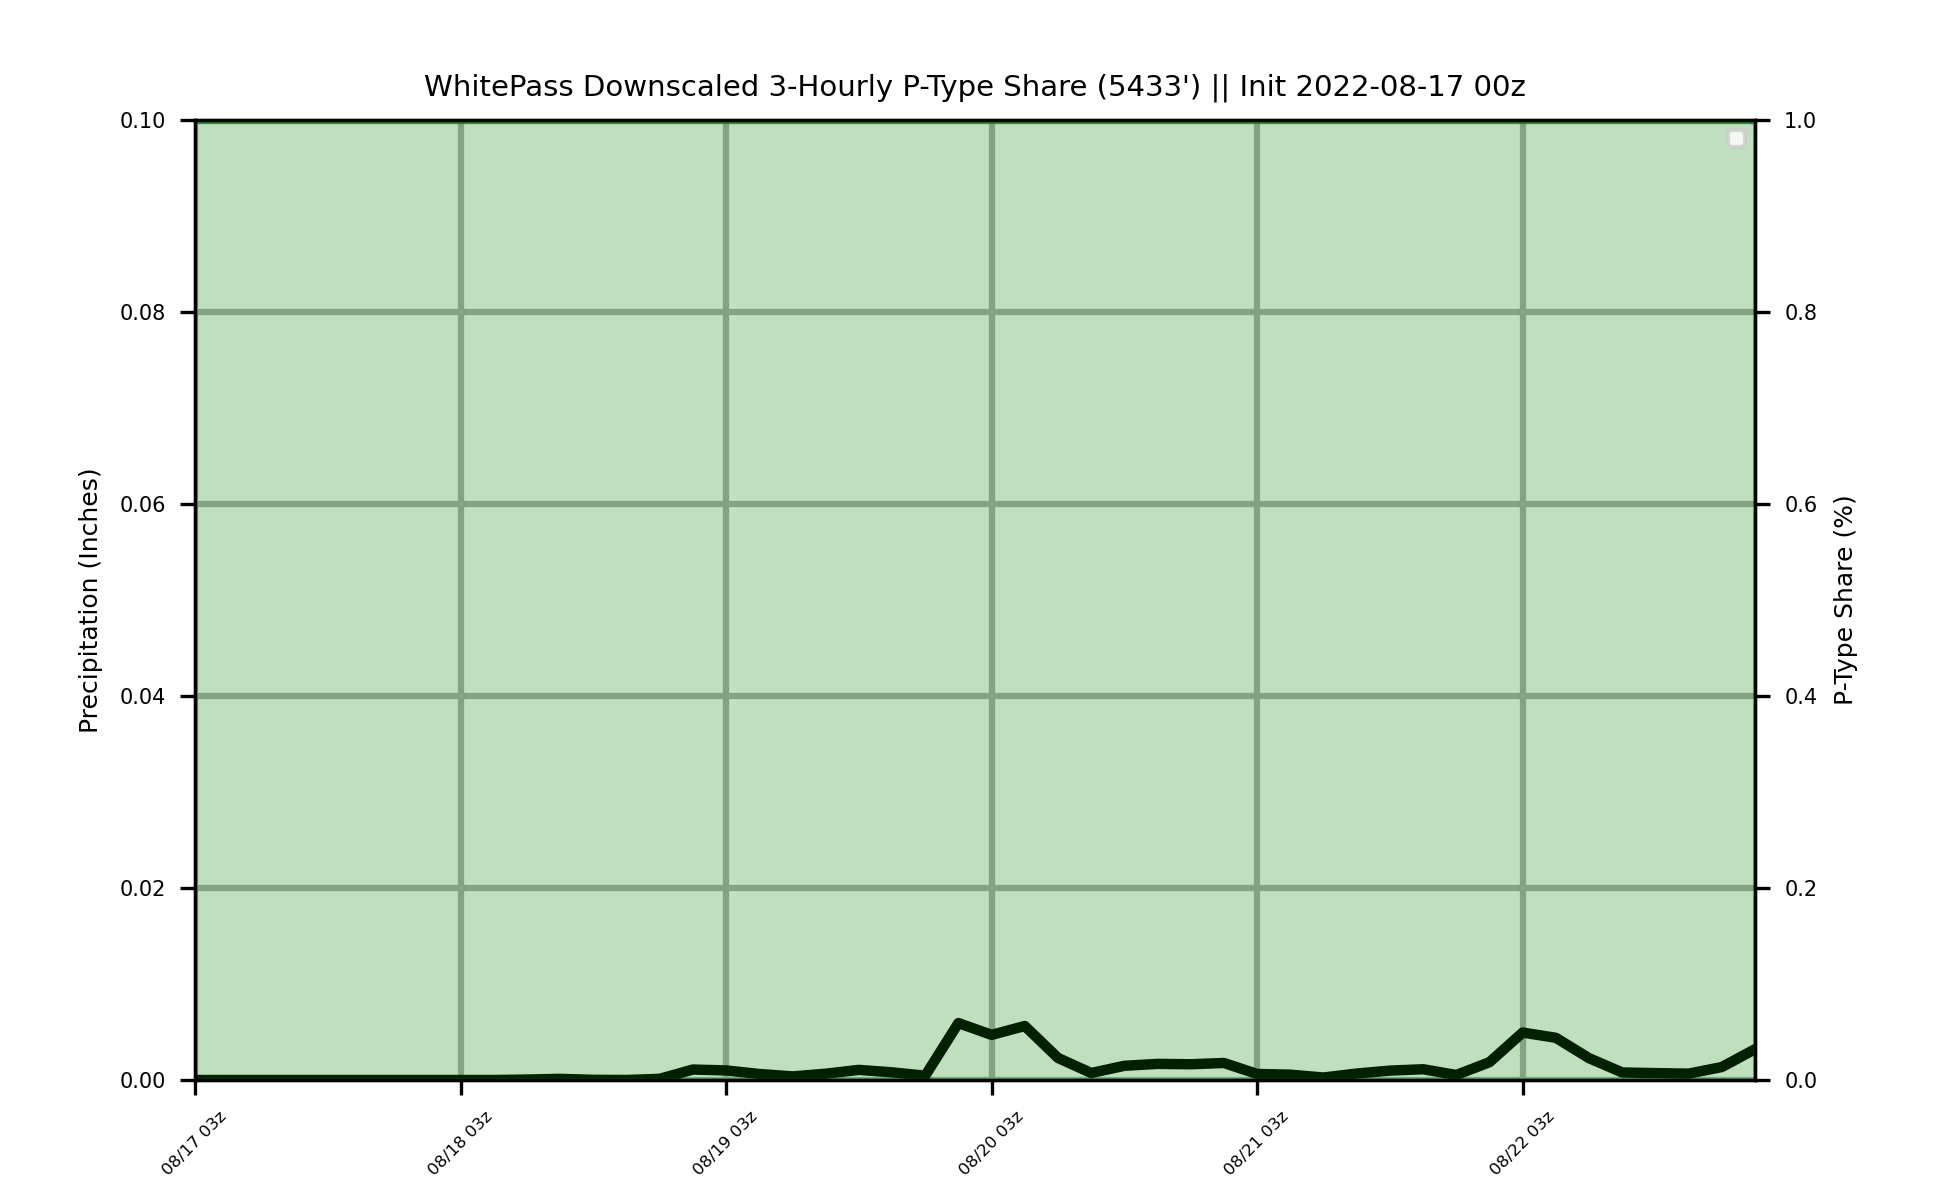 WhitePass Downscaled 3-Hourly P-Type Share (5433') || Init 2022-08-17 00z
Precipitation (Inches)
0.10
0.08
0.06
0.04
0.02
0.00
1.0
0.8
0.6
0.4
0.2
0.0
P-Type Share (%)
08/17 03z
08/18 03z
08/19 03z
08/20 03z
08/21 03z
08/22 03z